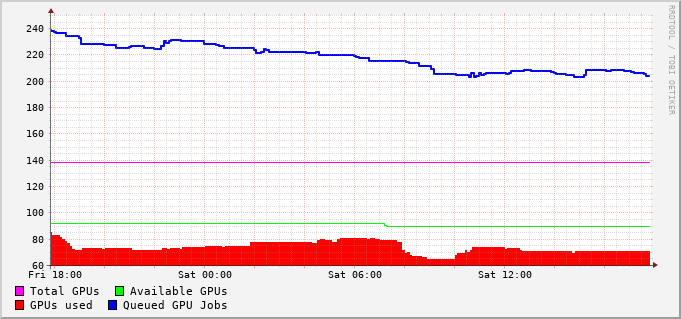 240
220
200
180
160
140
120
100
80
60
Fri 18:00 Sat 00:00 Sat 06:00 Sat 12:00
Total GPUs Available GPUs
GPUs used Queued GPU Jobs
RRDTOOL / TOBI OETIKER